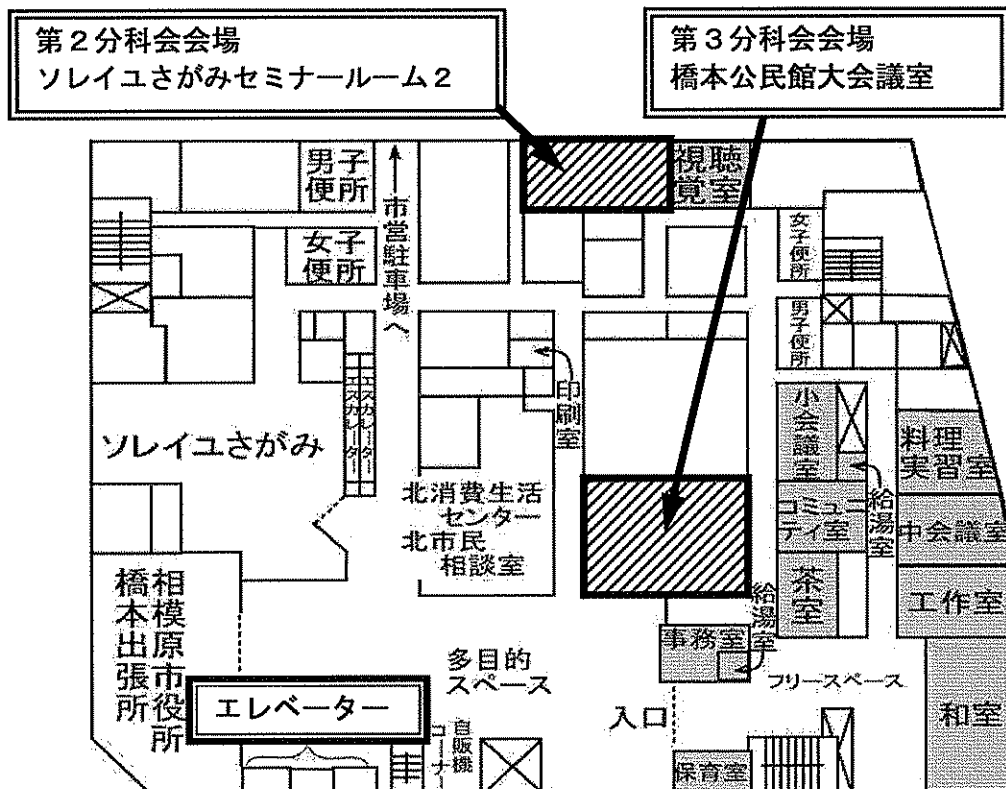 第２分科会会場
ソレイユさがみセミナールーム２
第３分科会会場
橋本公民館大会議室
男子
便所
視聴
覚室
市営駐車場へ
女子
便所
女子便所
男子便所
エスカレーター
エスカレーター
印刷室
小会議室
料理
実習室
ソレイユさがみ
北消費生活
センター
北市民
相談室
コミュニ
ティ室
給湯室
中会議室
茶室
工作室
相模原市役所
橋本出張所
給湯室
事務室
多目的
スペース
フリースペース
エレベーター
入口
和室
自販機
コーナー
保育室